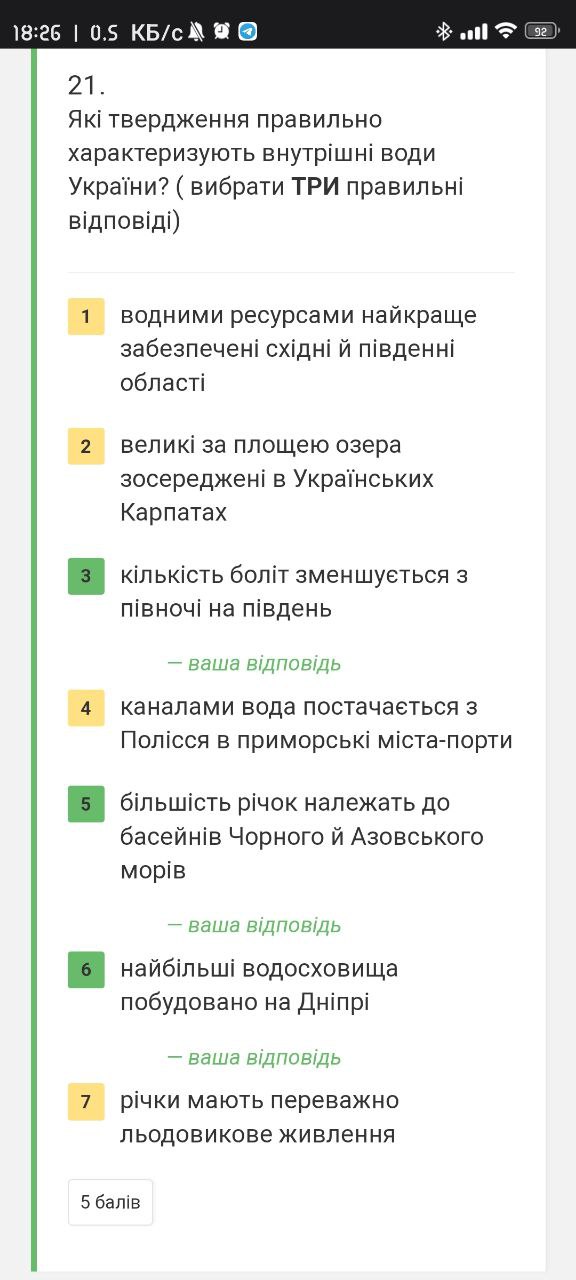 18:26 | 0.5 КБ/с
92
21.
Які твердження правильно
характеризують внутрішні води
України? ( вибрати ТРИ правильні
відповіді)
1 водними ресурсами найкраще
забезпечені східні й південні
області
2 великі за площею озера
зосереджені в Українських
Карпатах
3 кількість боліт зменшується з
півночі на південь
— ваша відповідь
4 каналами вода постачається з
Полісся в приморські міста-порти
5 більшість річок належать до
басейнів Чорного й Азовського
морів
— ваша відповідь
6 найбільші водосховища
побудовано на Дніпрі
— ваша відповідь
7 річки мають переважно
льодовикове живлення
5 балів